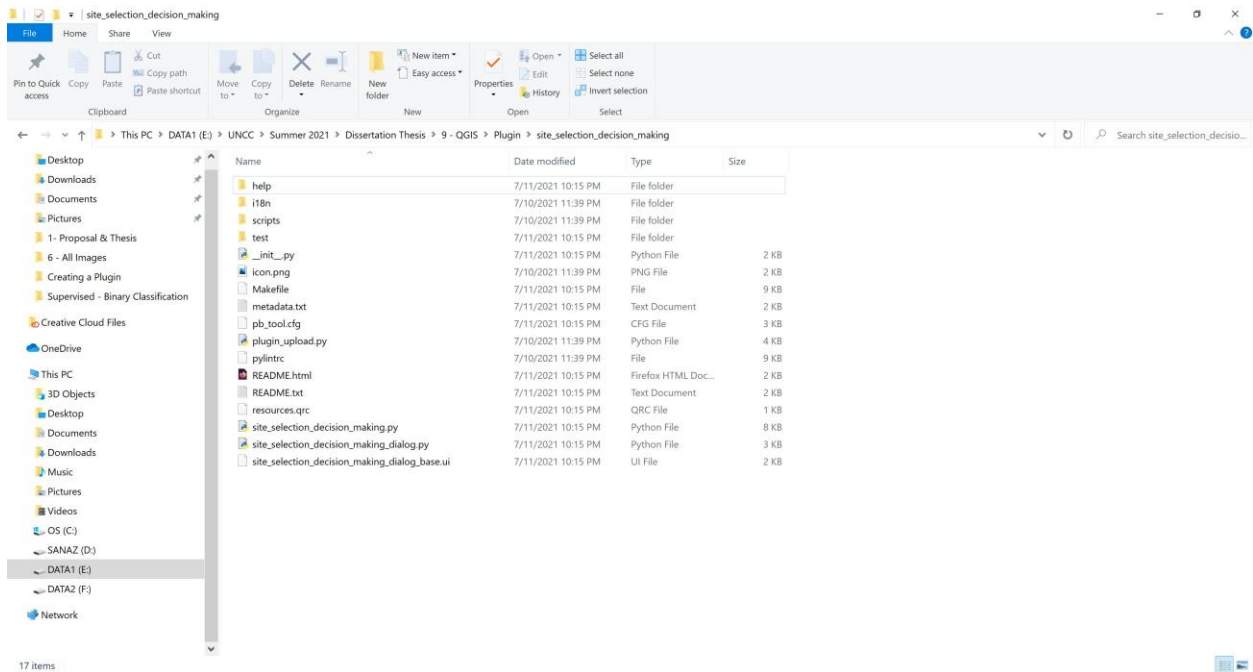 site_selection_decision_making
File Home Share View
Pin to Quick access
Copy
Paste
Cut
Copy path
Paste shortcut
Clipboard
Move to
Copy to
Delete
Rename
Organize
New folder
New item
Easy access
New
Properties
Open
Edit
History
Open
Select all
Select none
Invert selection
Select
This PC > DATA1 (E:) > UNCC > Summer 2021 > Dissertation Thesis > 9 - QGIS > Plugin > site_selection_decision_making
Search site_selection_decisio...
Desktop
Downloads
Documents
Pictures
1- Proposal & Thesis
6 - All Images
Creating a Plugin
Supervised - Binary Classification
Creative Cloud Files
OneDrive
This PC
3D Objects
Desktop
Documents
Downloads
Music
Pictures
Videos
OS (C:)
SANAZ (D:)
DATA1 (E:)
DATA2 (F:)
Network
Name Date modified Type Size
help 7/11/2021 10:15 PM File folder
i18n 7/10/2021 11:39 PM File folder
scripts 7/10/2021 11:39 PM File folder
test 7/11/2021 10:15 PM File folder
__init__.py 7/11/2021 10:15 PM Python File 2 KB
icon.png 7/10/2021 11:39 PM PNG File 2 KB
Makefile 7/11/2021 10:15 PM File 9 KB
metadata.txt 7/11/2021 10:15 PM Text Document 2 KB
pb_tool.cfg 7/11/2021 10:15 PM CFG File 3 KB
plugin_upload.py 7/10/2021 11:39 PM Python File 4 KB
pylintrc 7/10/2021 11:39 PM File 9 KB
README.html 7/11/2021 10:15 PM Firefox HTML Doc... 2 KB
README.txt 7/11/2021 10:15 PM Text Document 2 KB
resources.qrc 7/11/2021 10:15 PM QRC File 1 KB
site_selection_decision_making.py 7/11/2021 10:15 PM Python File 8 KB
site_selection_decision_making_dialog.py 7/11/2021 10:15 PM Python File 3 KB
site_selection_decision_making_dialog_base.ui 7/11/2021 10:15 PM UI File 2 KB
17 items